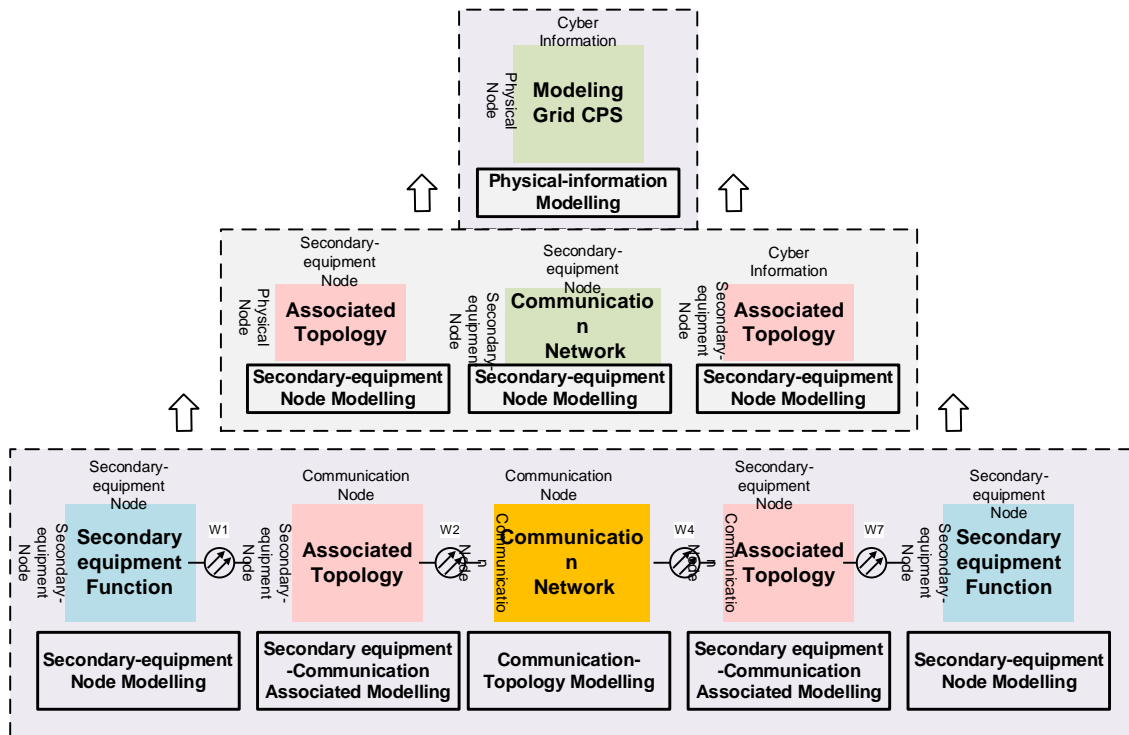 Cyber
Information
Physical
Node
Modeling
Grid CPS
Physical-information
Modelling
Secondary-
equipment
Node
Physical
Node
Associated
Topology
Secondary-equipment
Node Modelling
Secondary-
equipment
Node
Secondary-
equipment
Node
Communicatio
n
Network
Secondary-equipment
Node Modelling
Cyber
Information
Secondary-
equipment
Node
Associated
Topology
Secondary-equipment
Node Modelling
Secondary-
equipment
Node
Secondary-
equipment
Node
Secondary
equipment
Function
Secondary-equipment
Node Modelling
W1
Communication
Node
Secondary-
equipment
Node
Associated
Topology
Secondary equipment
-Communication
Associated Modelling
W2
Communication
Node
Communicatio
n
Node
Communicatio
n
Network
Communication-
Topology Modelling
W4
Secondary-
equipment
Node
Communicatio
n
Node
Associated
Topology
Secondary equipment
-Communication
Associated Modelling
W7
Secondary-
equipment
Node
Secondary-
equipment
Node
Secondary
equipment
Function
Secondary-equipment
Node Modelling